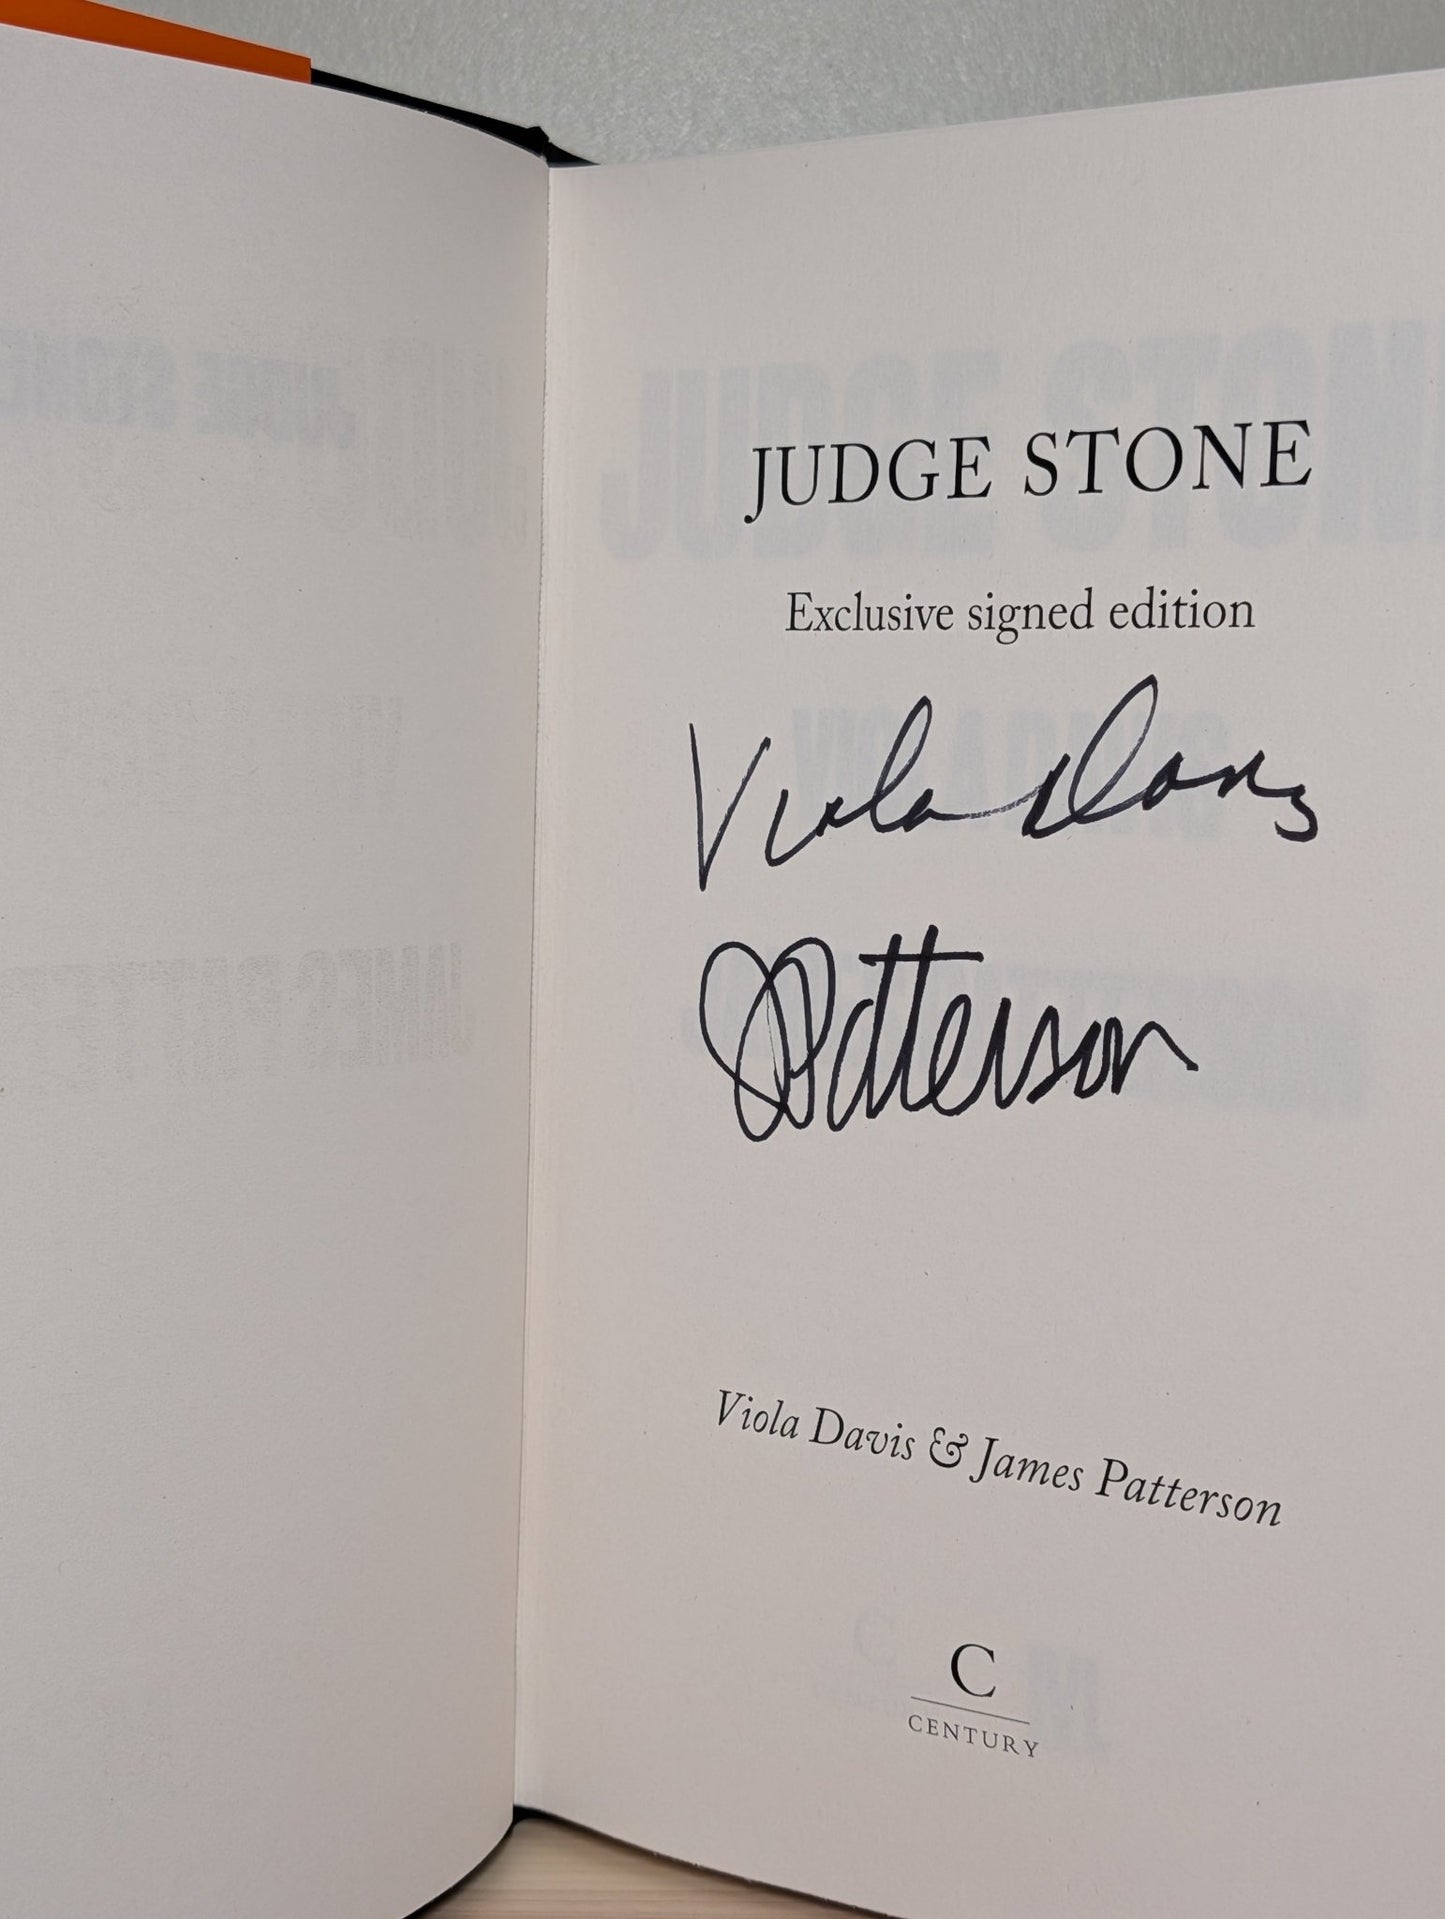 JUDGE STONE
Exclusive signed edition
Viola Davis
J Patterson
Viola Davis & James Patterson
C
CENTURY